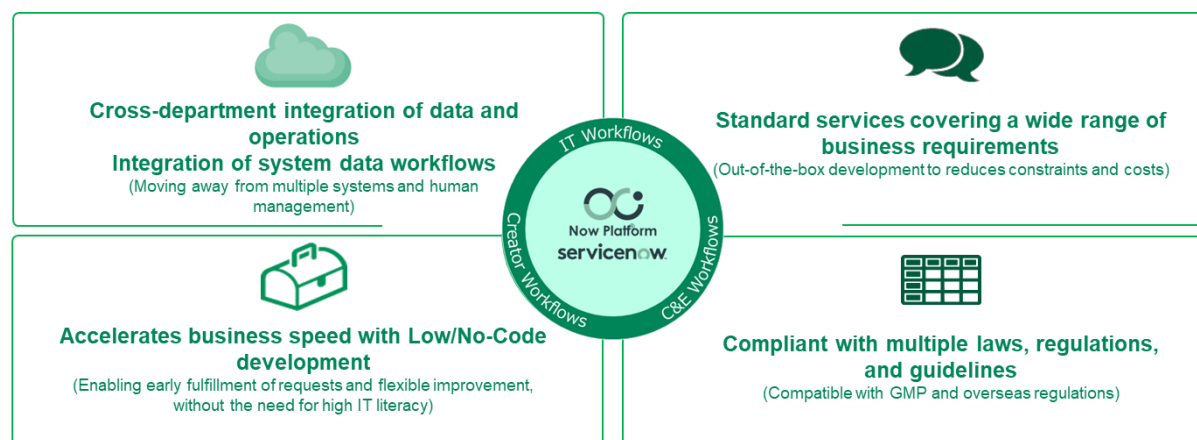 Cross-department integration of data and
operations
Integration of system data workflows
(Moving away from multiple systems and human
management)
Standard services covering a wide range of
business requirements
(Out-of-the-box development to reduces constraints and costs)
IT Workflows
Creator Workflows
C&E Workflows
Now Platform
servicenow
Accelerates business speed with Low/No-Code
development
(Enabling early fulfillment of requests and flexible improvement,
without the need for high IT literacy)
Compliant with multiple laws, regulations,
and guidelines
(Compatible with GMP and overseas regulations)